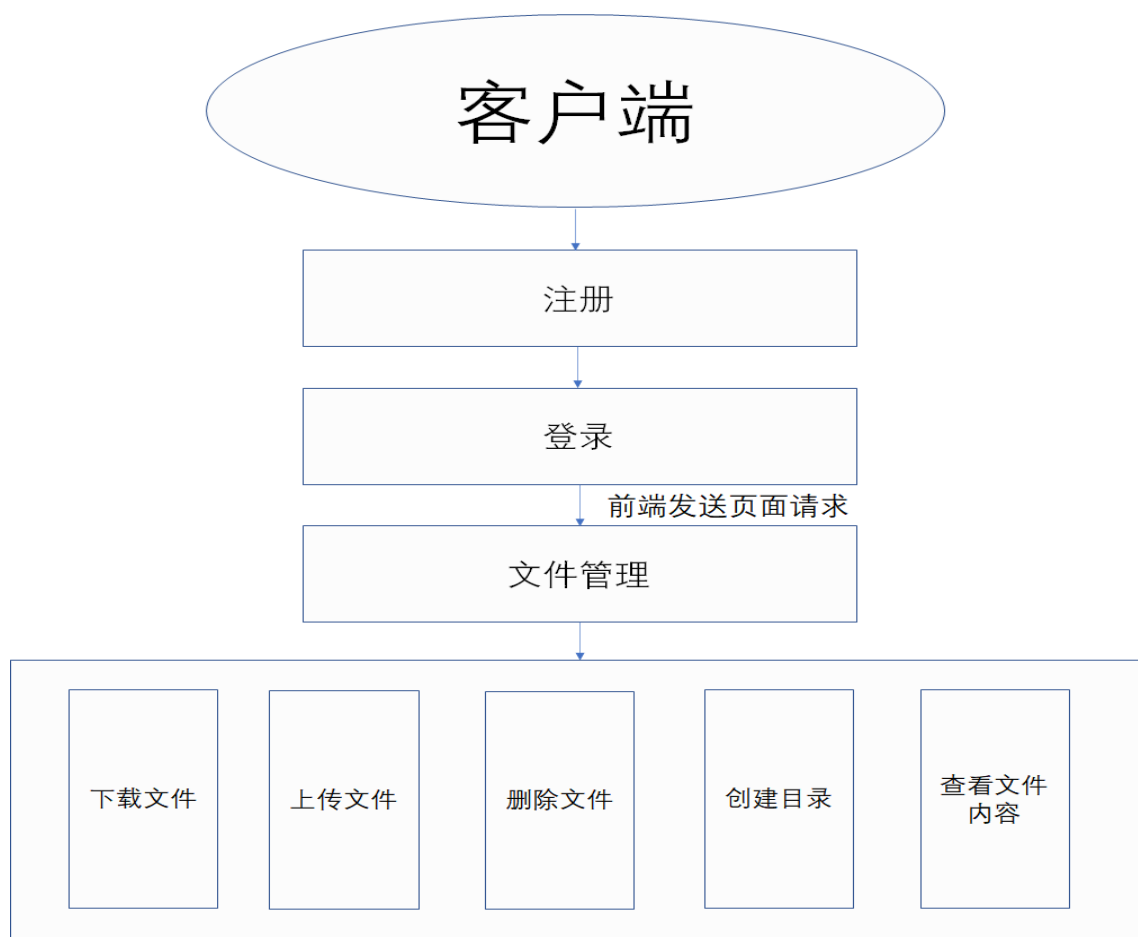 客户端
注册
登录
前端发送页面请求
文件管理
下载文件
上传文件
删除文件
创建目录
查看文件
内容